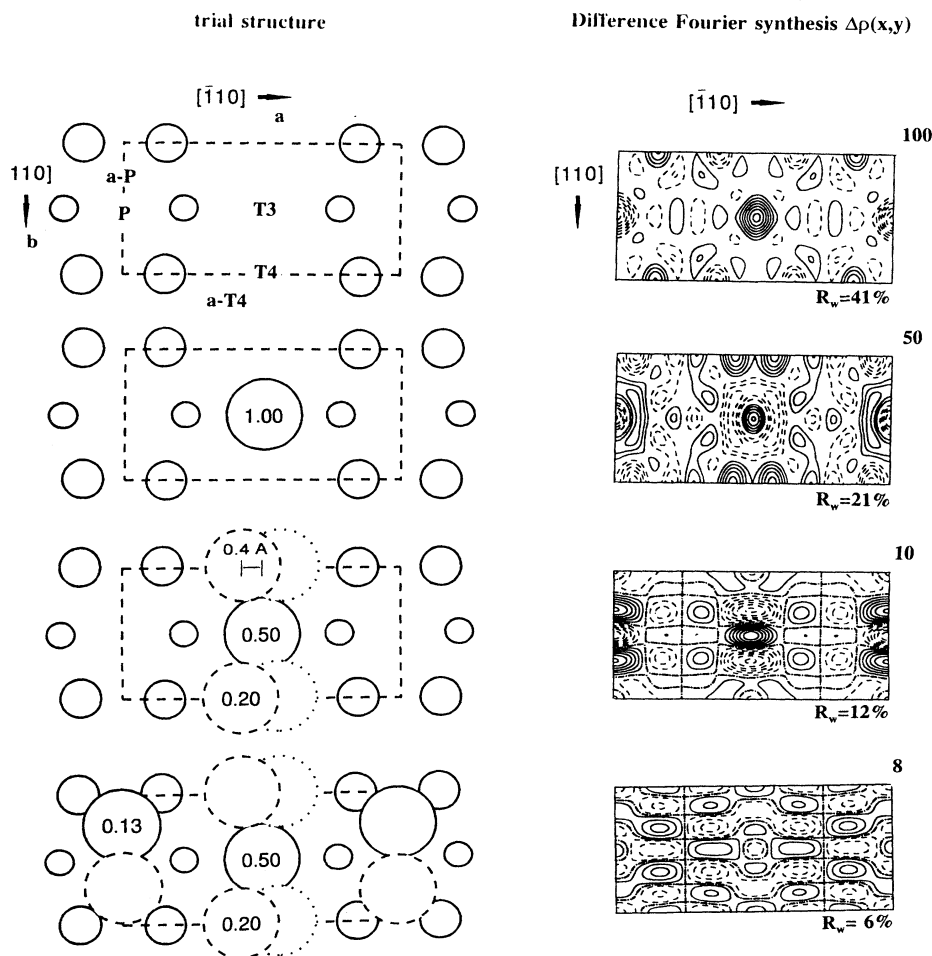 trial structure
Difference Fourier synthesis Δρ(x,y)
[1̄10]
a
110]
b
a-P
P
T3
T4
a-T4
[1̄10]
[110]
100
R_w=41%
1.00
50
R_w=21%
0.4 A
0.50
0.20
10
R_w=12%
0.13
0.50
0.20
8
R_w= 6%